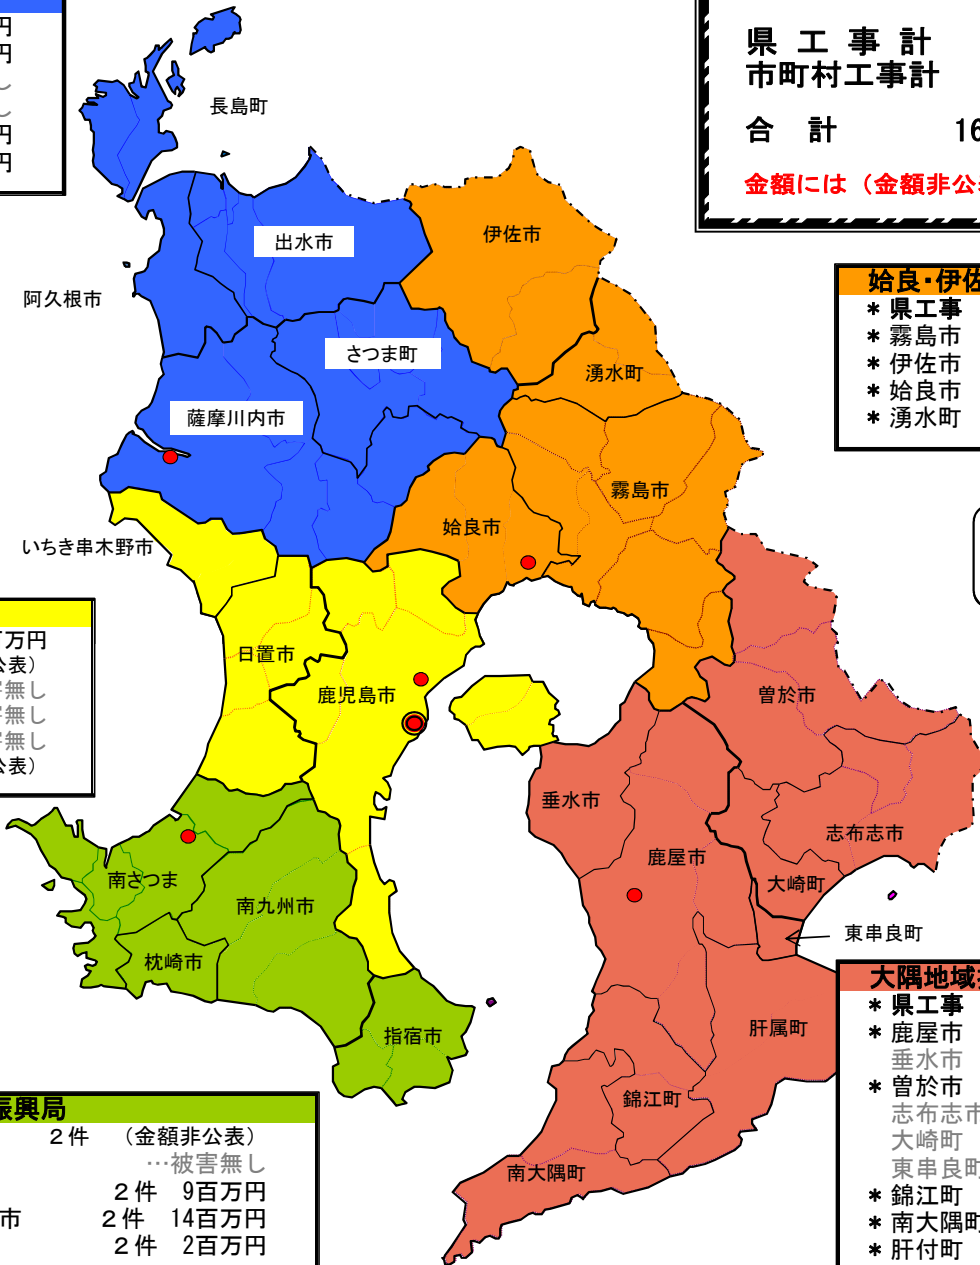 円
円
し
し
円
円
県工事計
市町村工事計
合 計 16
金額には（金額非公
長島町
出水市
伊佐市
阿久根市
さつま町
湧水町
薩摩川内市
霧島市
姶良市
いちき串木野市
姶良・伊佐
＊ 県工事
＊ 霧島市
＊ 伊佐市
＊ 姶良市
＊ 湧水町
万円
公表）
害無し
害無し
害無し
公表）
日置市
鹿児島市
曽於市
垂水市
志布志市
鹿屋市
大崎町
南さつま
南九州市
東串良町
枕崎市
指宿市
肝属町
錦江町
南大隅町
大隅地域
＊ 県工事
＊ 鹿屋市
垂水市
＊ 曽於市
志布志市
大崎町
東串良町
＊ 錦江町
＊ 南大隅町
＊ 肝付町
振興局
２件 （金額非公表）
…被害無し
２件 9百万円
市 ２件 14百万円
２件 2百万円